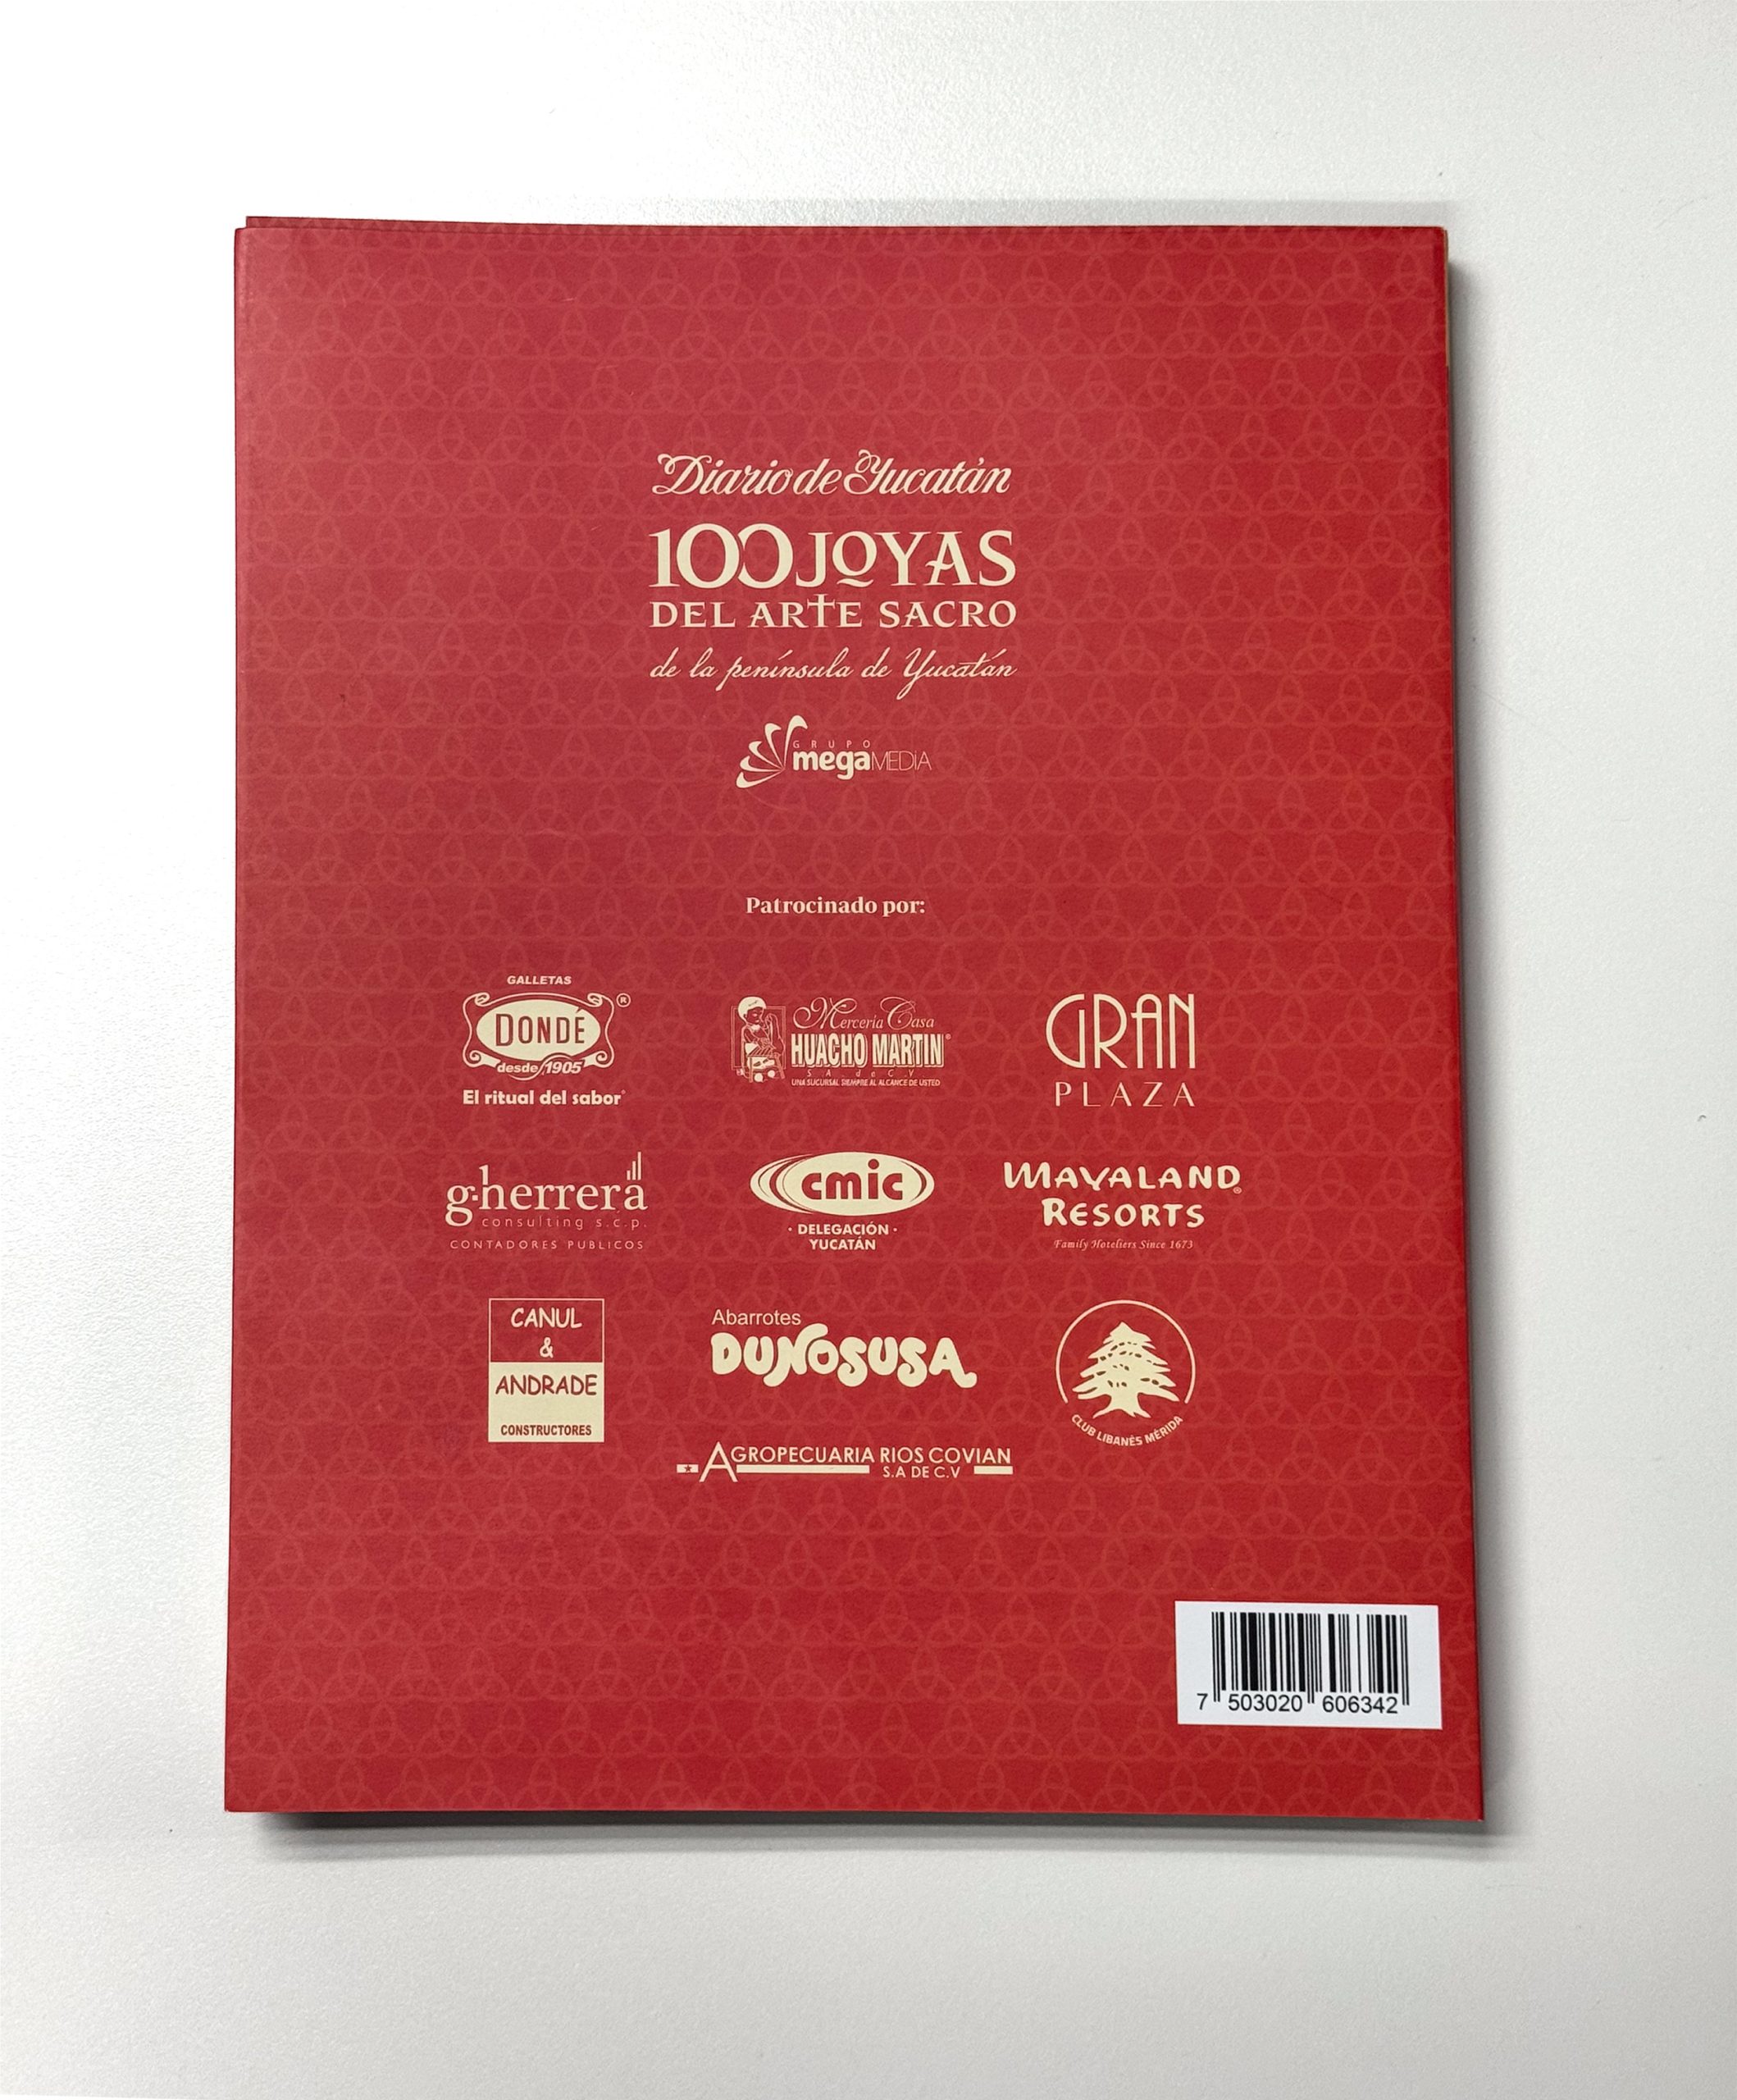 Diario de Yucatán
100 JOYAS
DEL ARTE SACRO
de la península de Yucatán
GRUPO
megaMEDIA
Patrocinado por:
GALLETAS
DONDÉ ®
desde 1905
El ritual del sabor
Mercería Casa
HUACHO MARTIN
S.A de C.V
UNA SUCURSAL SIEMPRE AL ALCANCE DE USTED
GRAN
PLAZA
g·herrera
consulting s.c.p.
CONTADORES PUBLICOS
cmic
· DELEGACIÓN ·
YUCATÁN
MAYALAND
RESORTS ®
Family Hoteliers Since 1673
CANUL
&
ANDRADE
CONSTRUCTORES
Abarrotes
DUNOSUSA
CLUB LIBANÉS MÉRIDA
AGROPECUARIA RIOS COVIAN
S.A DE C.V
7 503020 606342